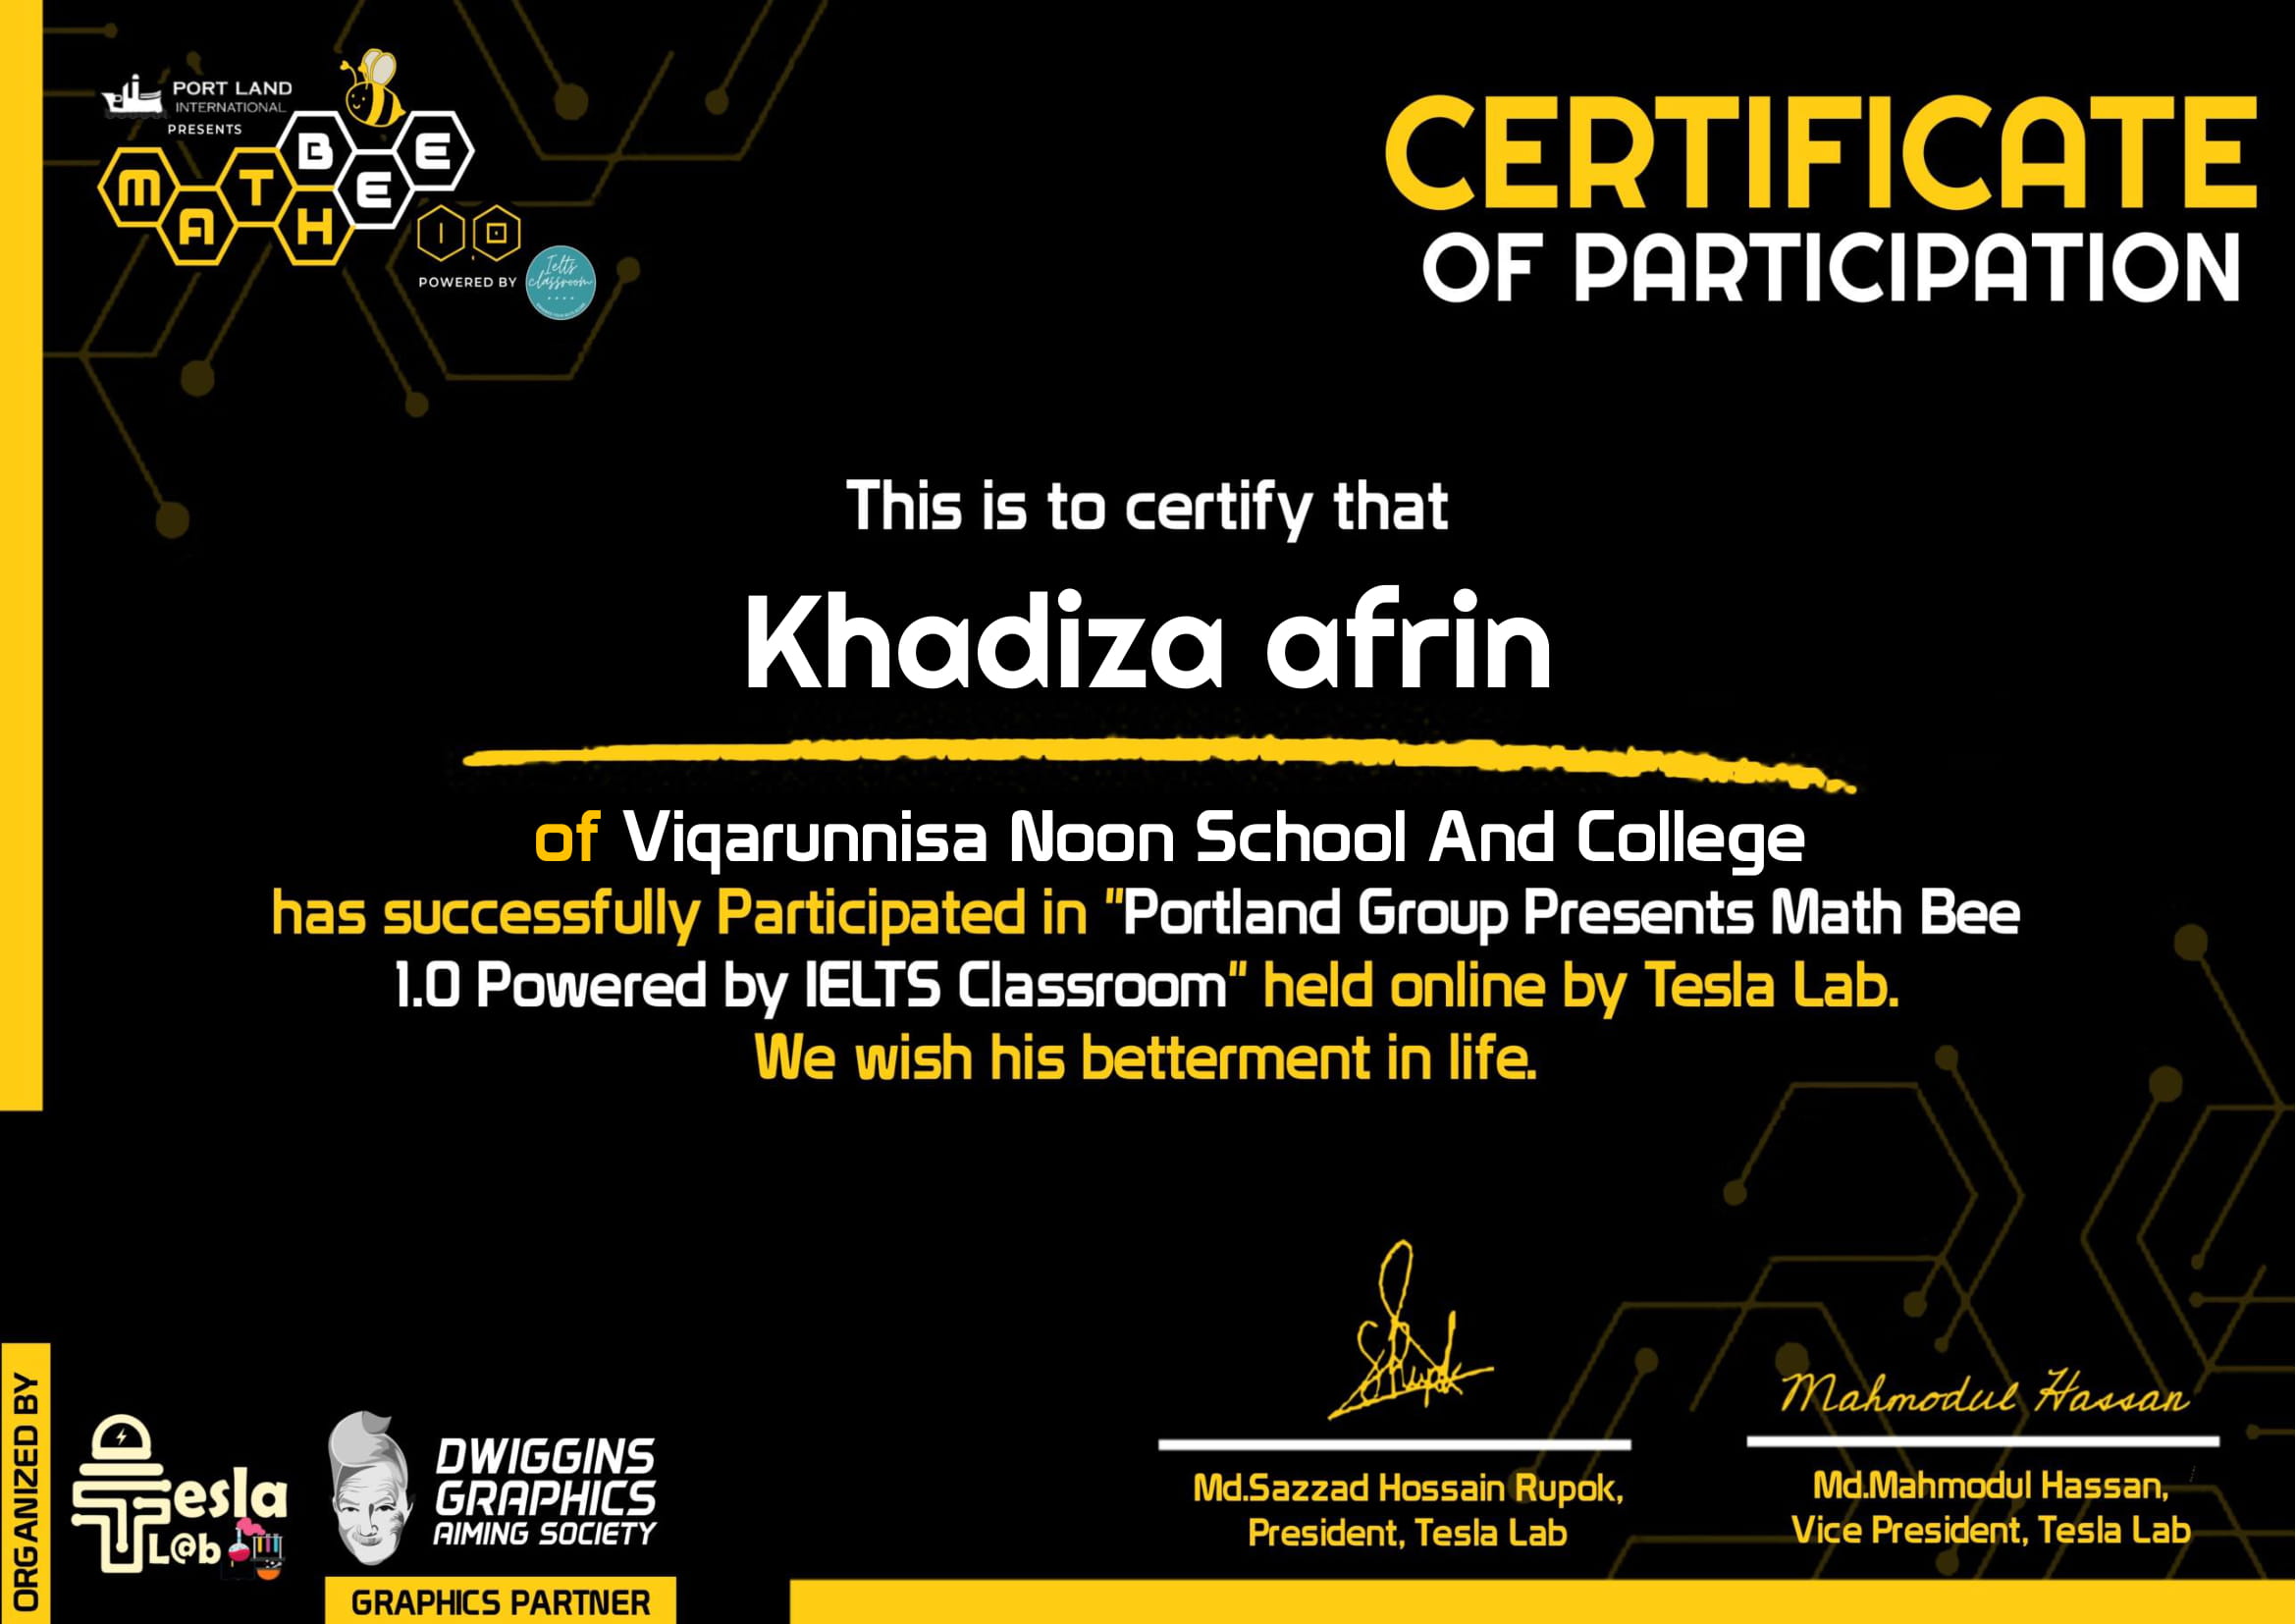 PORT LAND
INTERNATIONAL
PRESENTS
MATH BEE
1.0
POWERED BY
Ielts
classroom
CERTIFICATE
OF PARTICIPATION
This is to certify that
Khadiza afrin
of Viqarunnisa Noon School And College
has successfully Participated in "Portland Group Presents Math Bee
1.0 Powered by IELTS Classroom" held online by Tesla Lab.
We wish his betterment in life.
ORGANIZED BY
Tesla
L@b
DWIGGINS
GRAPHICS
AIMING SOCIETY
GRAPHICS PARTNER
SRupok
Md.Sazzad Hossain Rupok,
President, Tesla Lab
Mahmodul Hassan
Md.Mahmodul Hassan,
Vice President, Tesla Lab